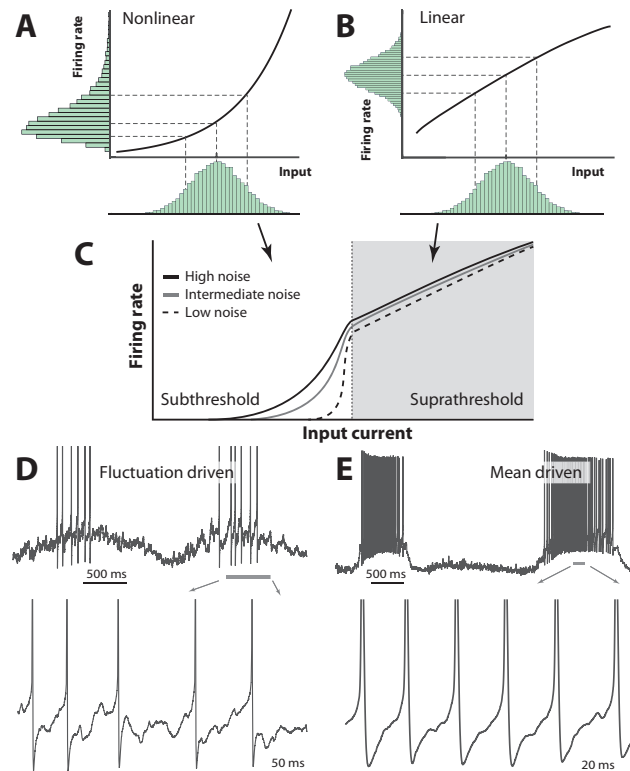 A
Nonlinear
Firing rate
Input
B
Linear
Firing rate
Input
C
High noise
Intermediate noise
Low noise
Firing rate
Subthreshold
Suprathreshold
Input current
D
Fluctuation driven
500 ms
50 ms
E
Mean driven
500 ms
20 ms